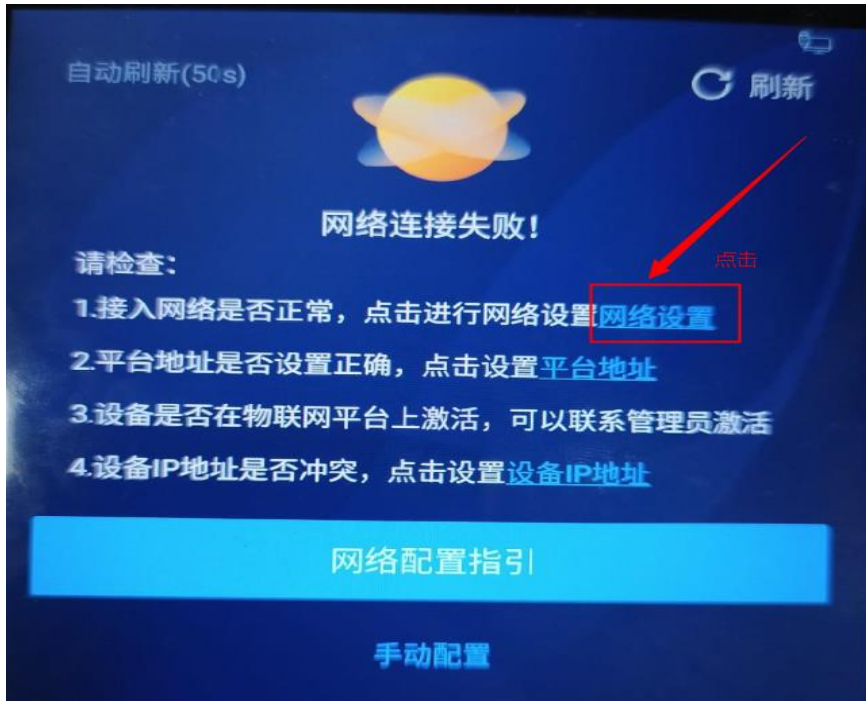 自动刷新(50s)
刷新
网络连接失败!
请检查:
点击
1.接入网络是否正常，点击进行网络设置网络设置
2.平台地址是否设置正确，点击设置平台地址
3.设备是否在物联网平台上激活，可以联系管理员激活
4.设备IP地址是否冲突，点击设置设备IP地址
网络配置指引
手动配置